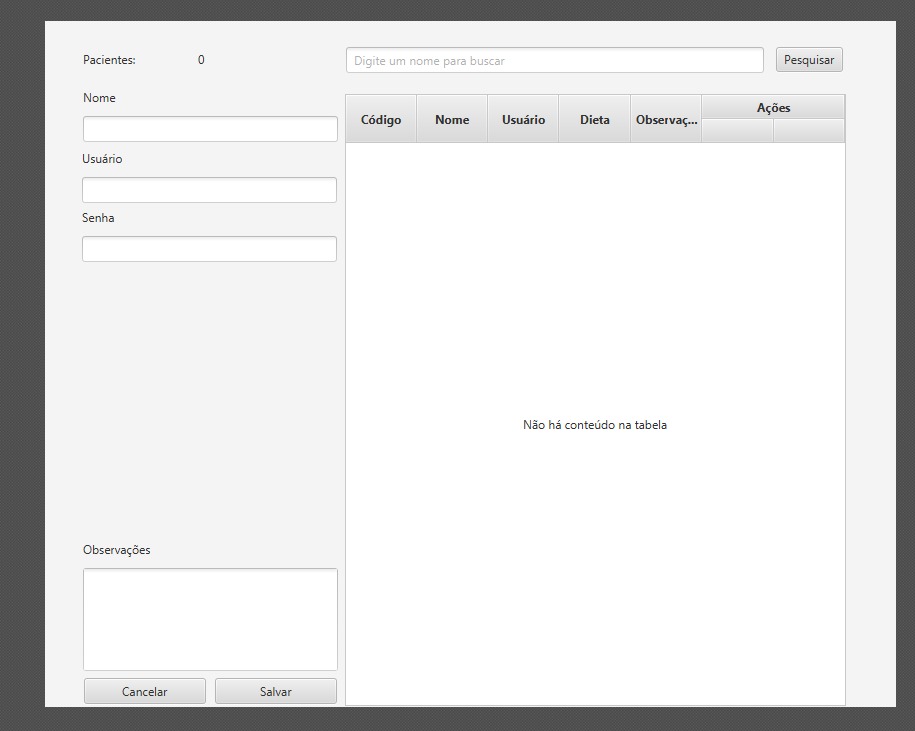 Pacientes: 0
Digite um nome para buscar
Pesquisar
Nome
Usuário
Senha
Observações
Cancelar
Salvar
Código Nome Usuário Dieta Observaç... Ações
Não há conteúdo na tabela